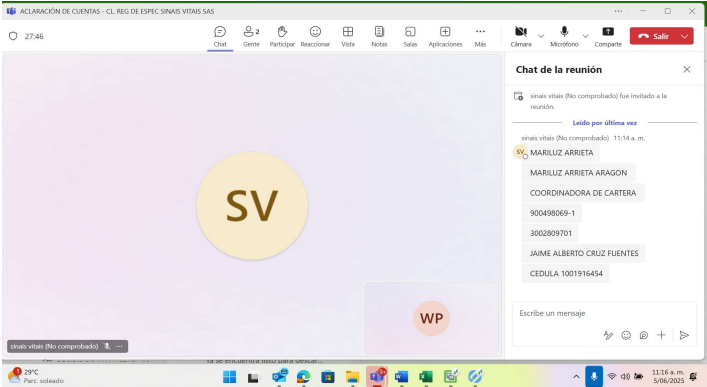 ACLARACIÓN DE CUENTAS - CL. REG DE ESPEC SINAIS VITAIS SAS
27:46
Chat
2
Gente
Participar
Reaccionar
Vista
Notas
Salas
Aplicaciones
Más
Cámara
Micrófono
Comparte
Salir
SV
WP
sinais vitais (No comprobado)
Chat de la reunión
sinais vitais (No comprobado) fue invitado a la
reunión.
Leído por última vez
sinais vitais (No comprobado) 11:14 a. m.
SV
MARILUZ ARRIETA
MARILUZ ARRIETA ARAGON
COORDINADORA DE CARTERA
900498069-1
3002809701
JAIME ALBERTO CRUZ FUENTES
CEDULA 1001916454
Escribe un mensaje
1
29°C
Parc. soleado
11:16 a. m.
5/06/2025